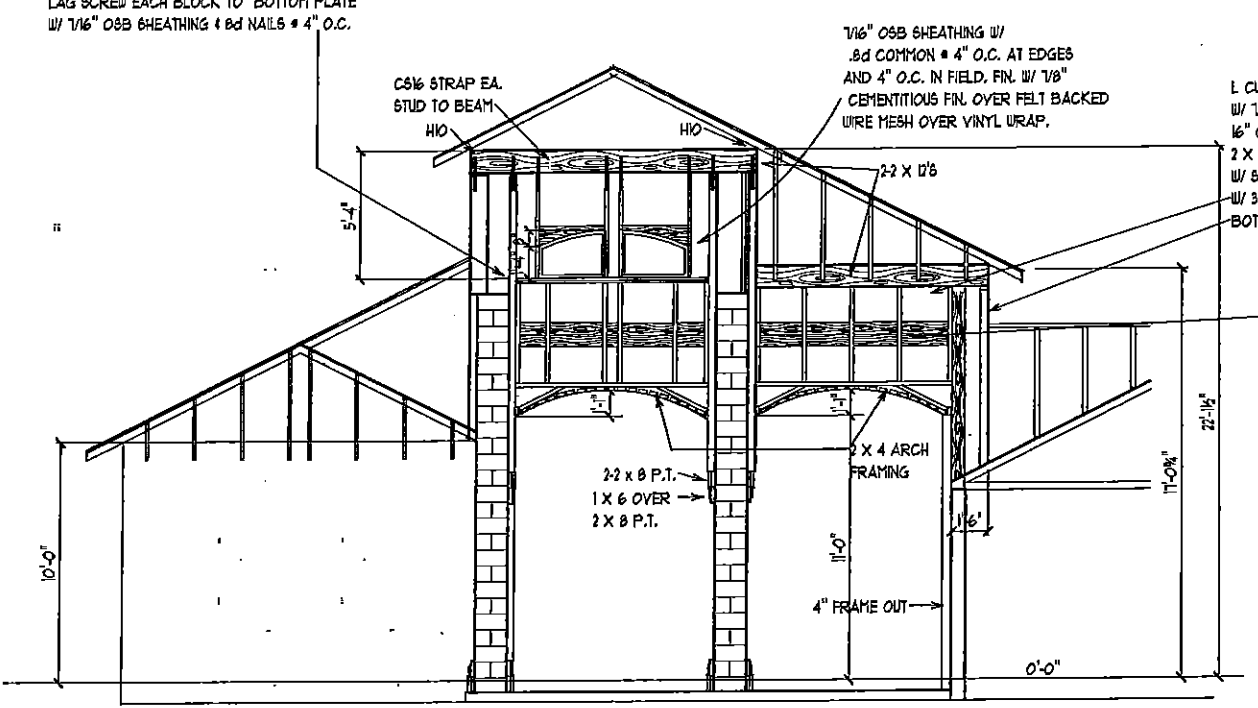 LAG SCREW EACH BLOCK TO BOTTOM PLATE
W/ 7/16" OSB SHEATHING & 8d NAILS @ 4" O.C.
7/16" OSB SHEATHING W/
.8d COMMON @ 4" O.C. AT EDGES
AND 4" O.C. IN FIELD. FIN. W/ 7/8"
CEMENTITIOUS FIN. OVER FELT BACKED
WIRE MESH OVER VINYL WRAP.
CS16 STRAP EA.
STUD TO BEAM
H10
H10
2-2 X 12'S
16"
2 X
BOT
5'-4"
1'-1"
1'-1"
2 X 4 ARCH
FRAMING
2-2 x 8 P.T.
1 X 6 OVER
2 X 8 P.T.
10'-0"
11'-0"
4" FRAME OUT
1'-6"
17'-0¾"
22'-1½"
0'-0"